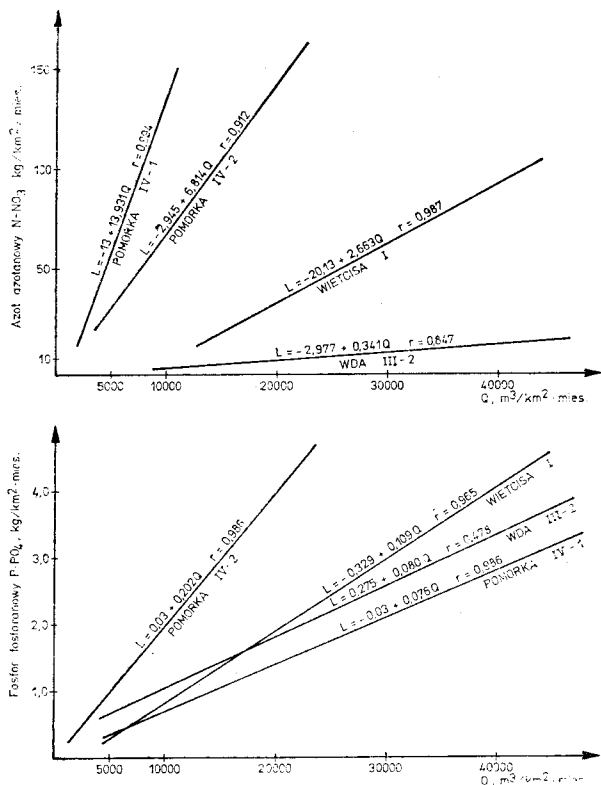 Azot azotanowy N-NO3 kg/km²·mies.
150
100
50
10
L=-13+13,931Q r=0,994
POMORKA IV-1
L=-2,945+6,814Q r=0,912
POMORKA IV-2
L=-20,13+2,663Q r=0,987
WIETCISA I
L=-2,977+0,341Q r=0,847
WDA III-2
5000 10000 20000 30000 40000
Q, m³/km²·mies.
Fosfor fosforanowy P-PO4, kg/km²·mies.
4,0
3,0
2,0
1,0
L=0,03+0,202Q r=0,986
POMORKA IV-2
L=-0,329+0,109Q r=0,965
WIETCISA I
L=0,275+0,080Q r=0,478
WDA III-2
L=-0,03+0,076Q r=0,986
POMORKA IV-1
5000 10000 20000 30000 40000
Q, m³/km²·mies.